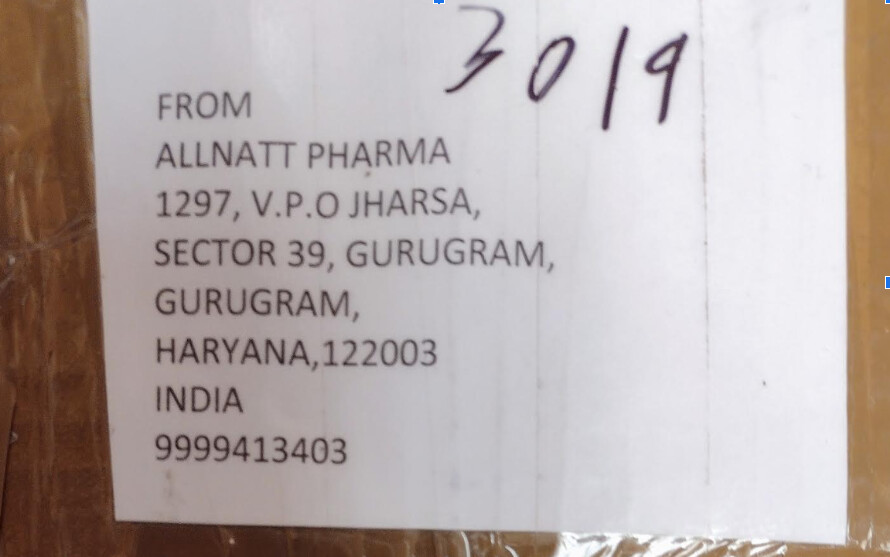 3019
FROM
ALLNATT PHARMA
1297, V.P.O JHARSA,
SECTOR 39, GURUGRAM,
GURUGRAM,
HARYANA,122003
INDIA
9999413403